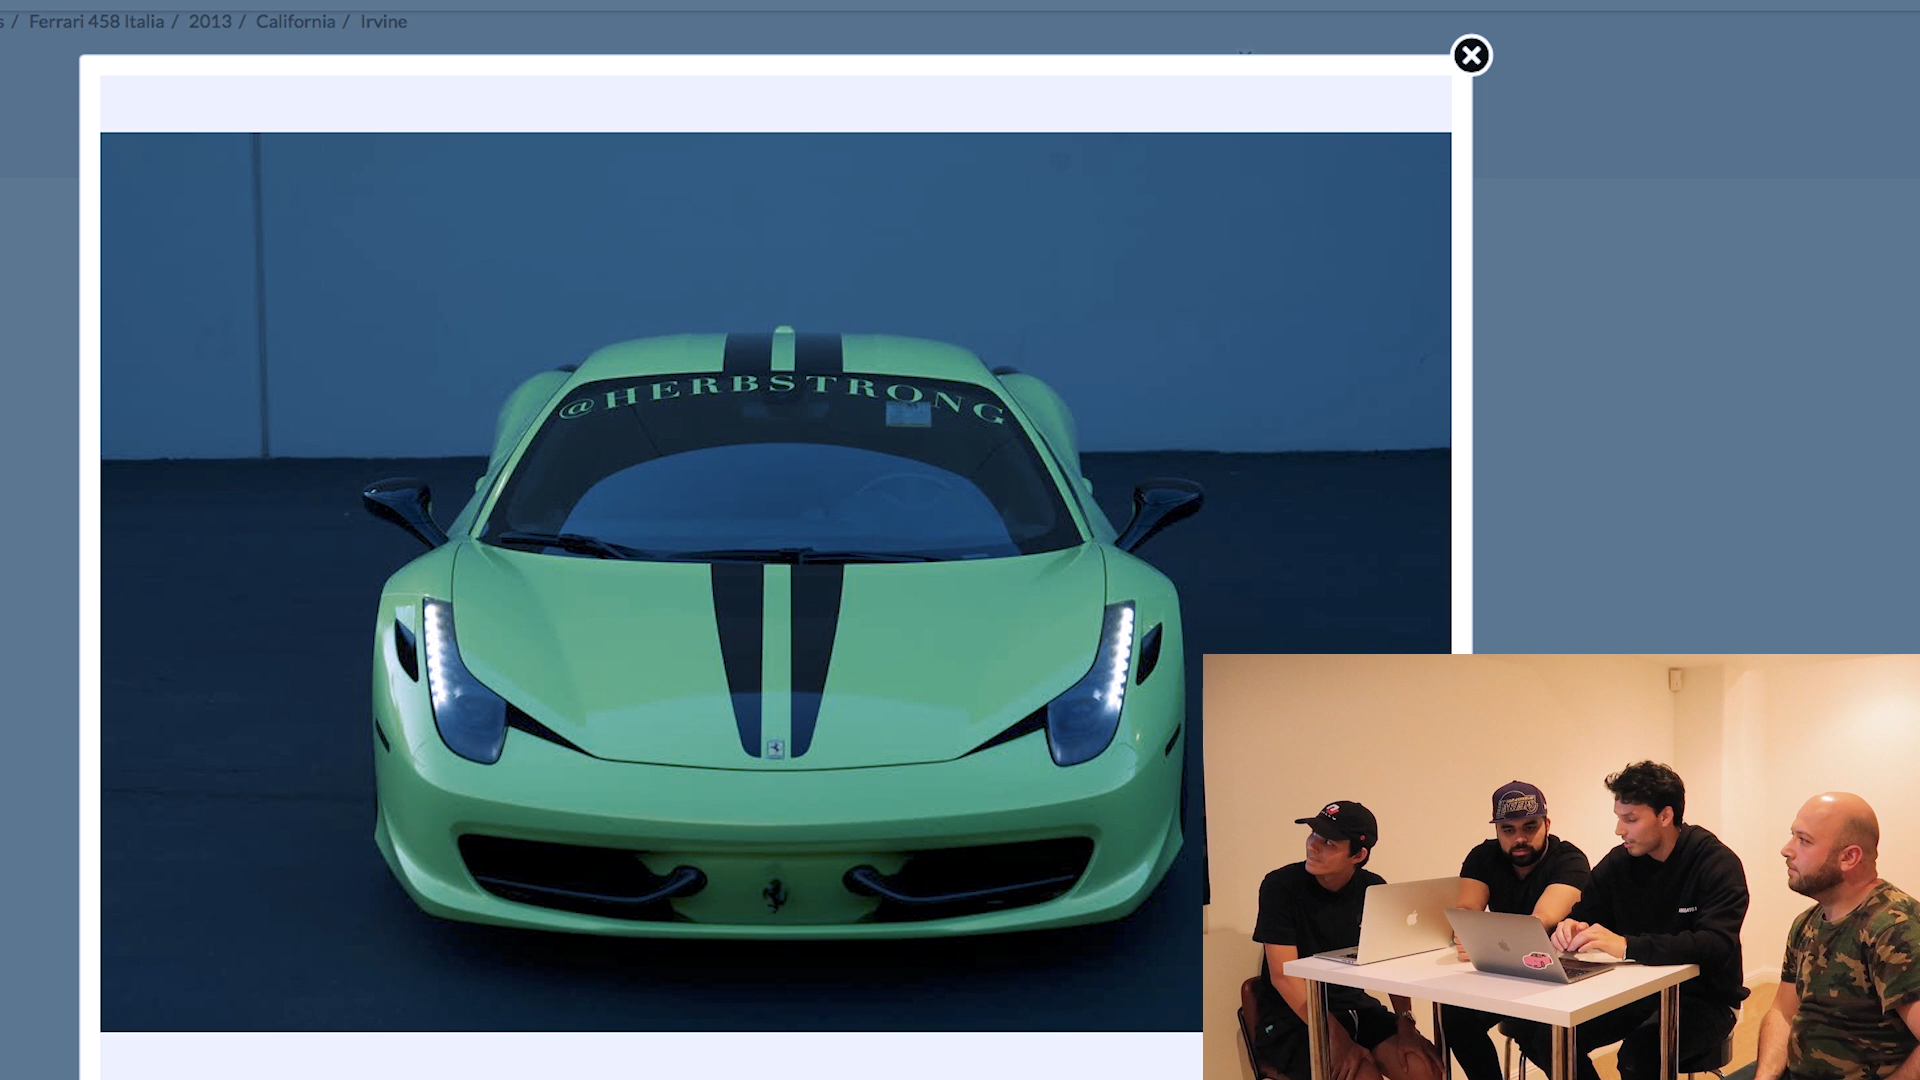 s / Ferrari 458 Italia / 2013 / California / Irvine
@HERBSTRONG